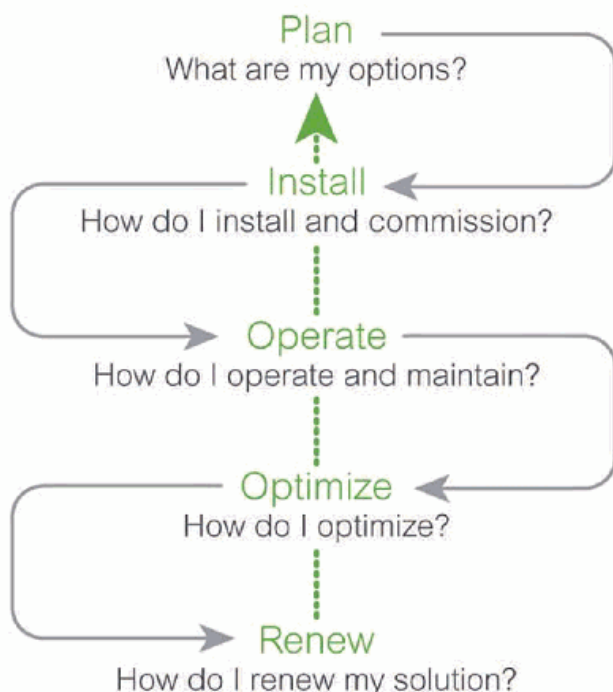 Plan
What are my options?
Install
How do I install and commission?
Operate
How do I operate and maintain?
Optimize
How do I optimize?
Renew
How do I renew my solution?